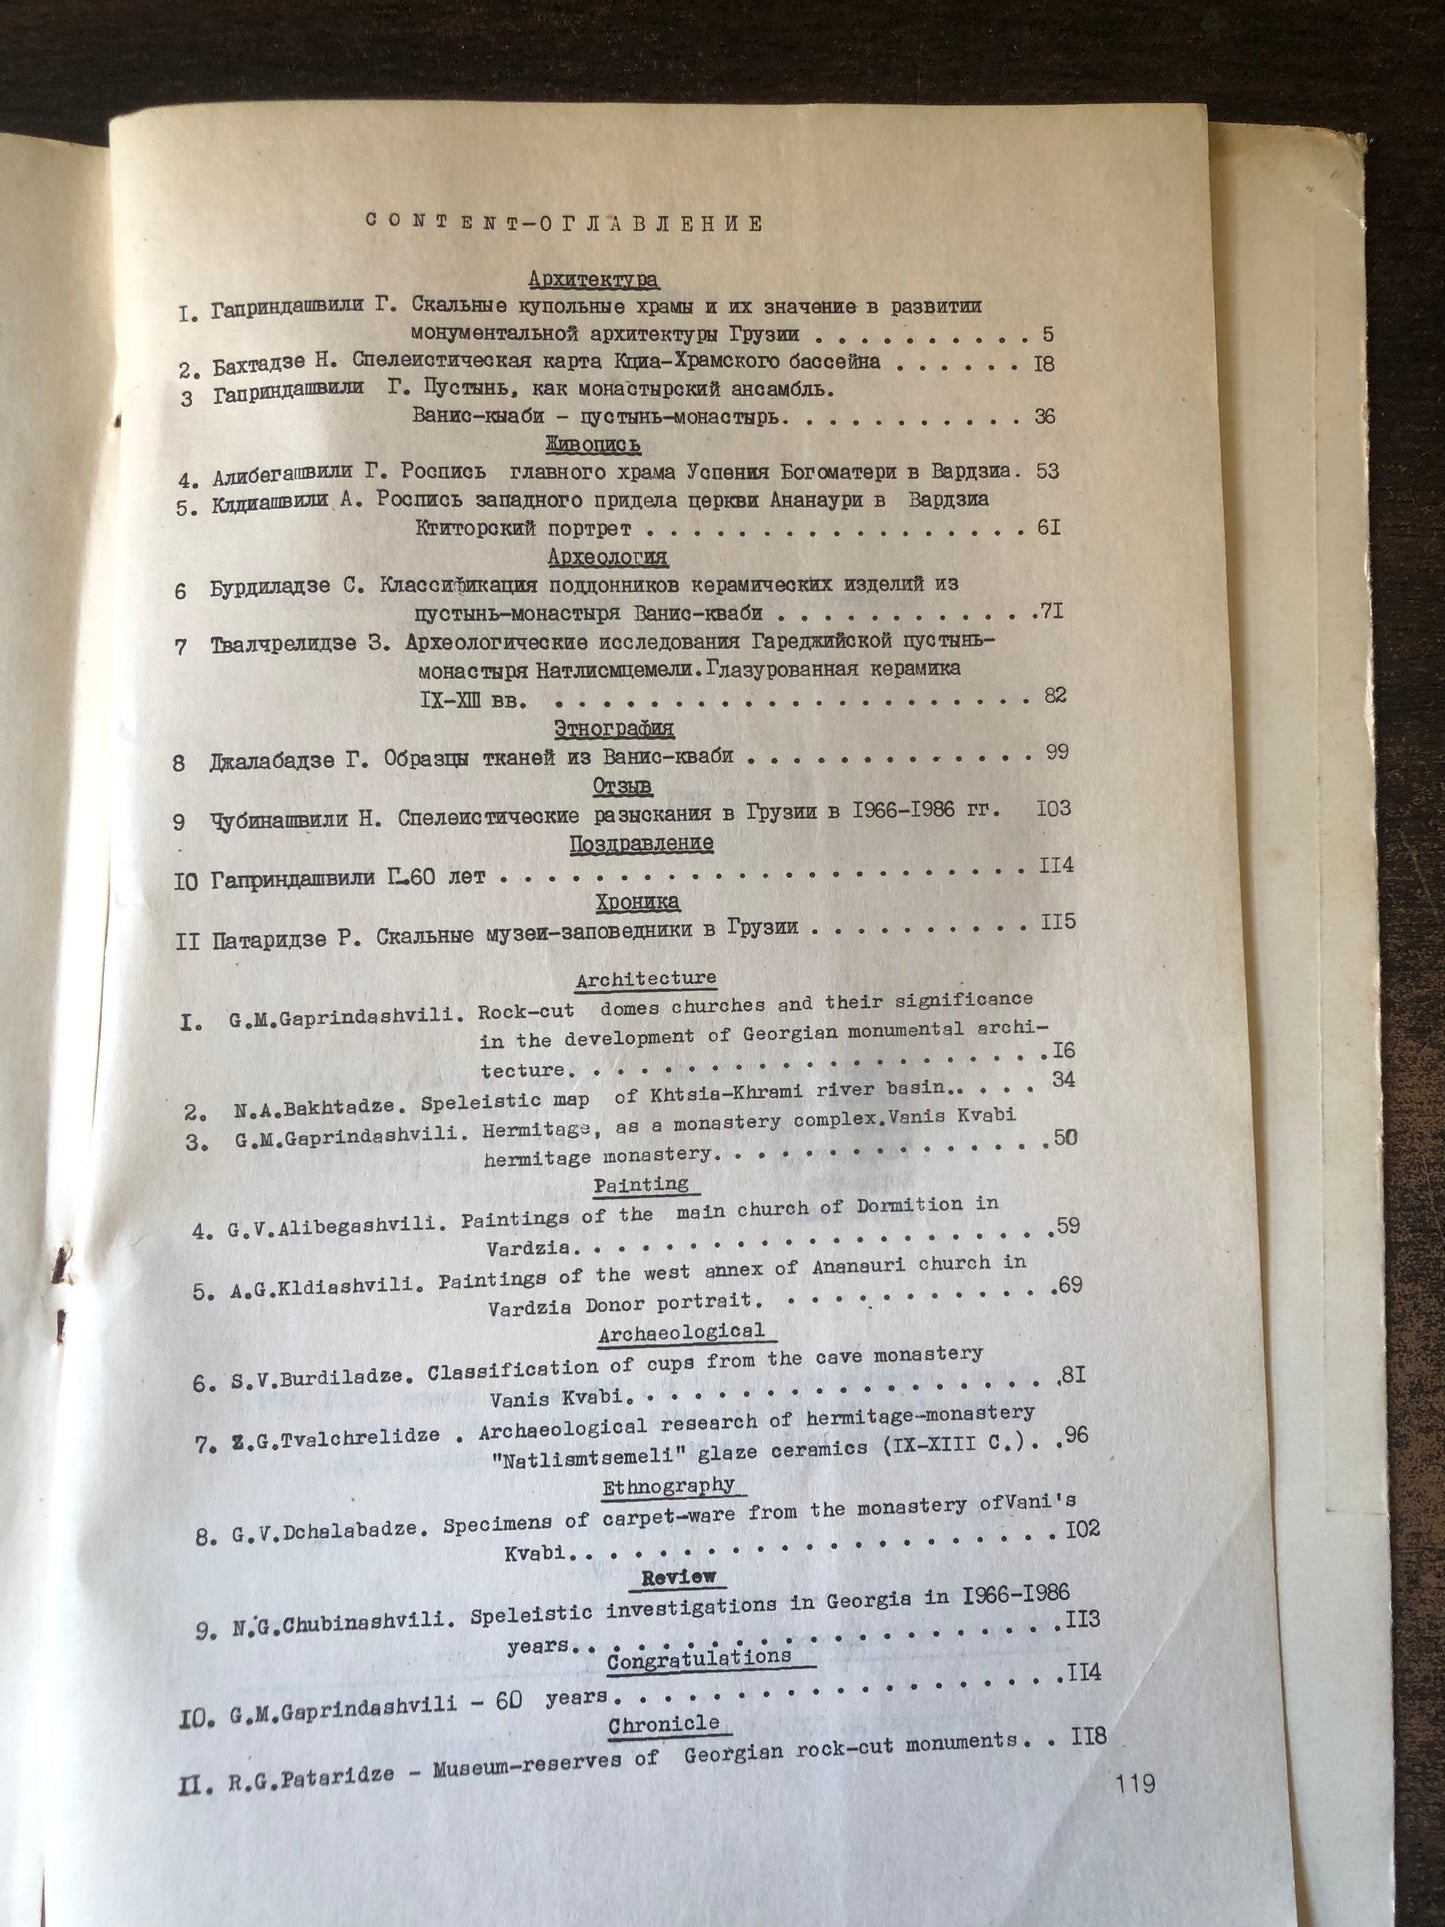 CONTENT-ОГЛАВЛЕНИЕ
Архитектура
I. Гаприндашвили Г. Скальные купольные храмы и их значение в развитии
монументальной архитектуры Грузии . . . . . . . . . . 5
2. Бахтадзе Н. Спелеистическая карта Кциа-Храмского бассейна . . . . . . I8
3 Гаприндашвили Г. Пустынь, как монастырский ансамбль.
Ванис-кыаби - пустынь-монастырь. . . . . . . . . . . 36
Живопись
4. Алибегашвили Г. Роспись главного храма Успения Богоматери в Вардзиа. 53
5. Клдиашвили А. Роспись западного придела церкви Ананаури в Вардзиа
Ктиторский портрет . . . . . . . . . . . . . . . . . 6I
Археология
6 Бурдиладзе С. Классификация поддонников керамических изделий из
пустынь-монастыря Ванис-кваби . . . . . . . . . . . .7I
7 Твалчрелидзе З. Археологические исследования Гареджийской пустынь-
монастыря Натлисмцемели.Глазурованная керамика
IX-XIII вв. . . . . . . . . . . . . . . . . . . . . . 82
Этнография
8 Джалабадзе Г. Образцы тканей из Ванис-кваби . . . . . . . . . . . . . 99
Отзыв
9 Чубинашвили Н. Спелеистические разыскания в Грузии в I966-I986 гг. I03
Поздравление
I0 Гаприндашвили Г.-60 лет . . . . . . . . . . . . . . . . . . . . . . . II4
Хроника
II Патаридзе Р. Скальные музеи-заповедники в Грузии . . . . . . . . . . II5
Architecture
I. G.M.Gaprindashvili. Rock-cut domes churches and their significance
in the development of Georgian monumental archi-
tecture. . . . . . . . . . . . . . . . . . . . .I6
2. N.A.Bakhtadze. Speleistic map of Khtsia-Khrami river basin.. . . . 34
3. G.M.Gaprindashvili. Hermitage, as a monastery complex.Vanis Kvabi
hermitage monastery. . . . . . . . . . . . . . .50
Painting
4. G.V.Alibegashvili. Paintings of the main church of Dormition in
Vardzia. . . . . . . . . . . . . . . . . . . . .59
5. A.G.Kldiashvili. Paintings of the west annex of Ananauri church in
Vardzia Donor portrait. . . . . . . . . . . . .69
Archaeological
6. S.V.Burdiladze. Classification of cups from the cave monastery
Vanis Kvabi. . . . . . . . . . . . . . . . . . .8I
7. Z.G.Tvalchrelidze . Archaeological research of hermitage-monastery
"Natlismtsemeli" glaze ceramics (IX-XIII C.). .96
Ethnography
8. G.V.Dchalabadze. Specimens of carpet-ware from the monastery ofVani's
Kvabi. . . . . . . . . . . . . . . . . . . . . I02
Review
9. N.G.Chubinashvili. Speleistic investigations in Georgia in I966-I986
years. . . . . . . . . . . . . . . . . . . . .II3
Congratulations
I0. G.M.Gaprindashvili - 60 years. . . . . . . . . . . . . . . . . . .II4
Chronicle
II. R.G.Pataridze - Museum-reserves of Georgian rock-cut monuments. . II8
119